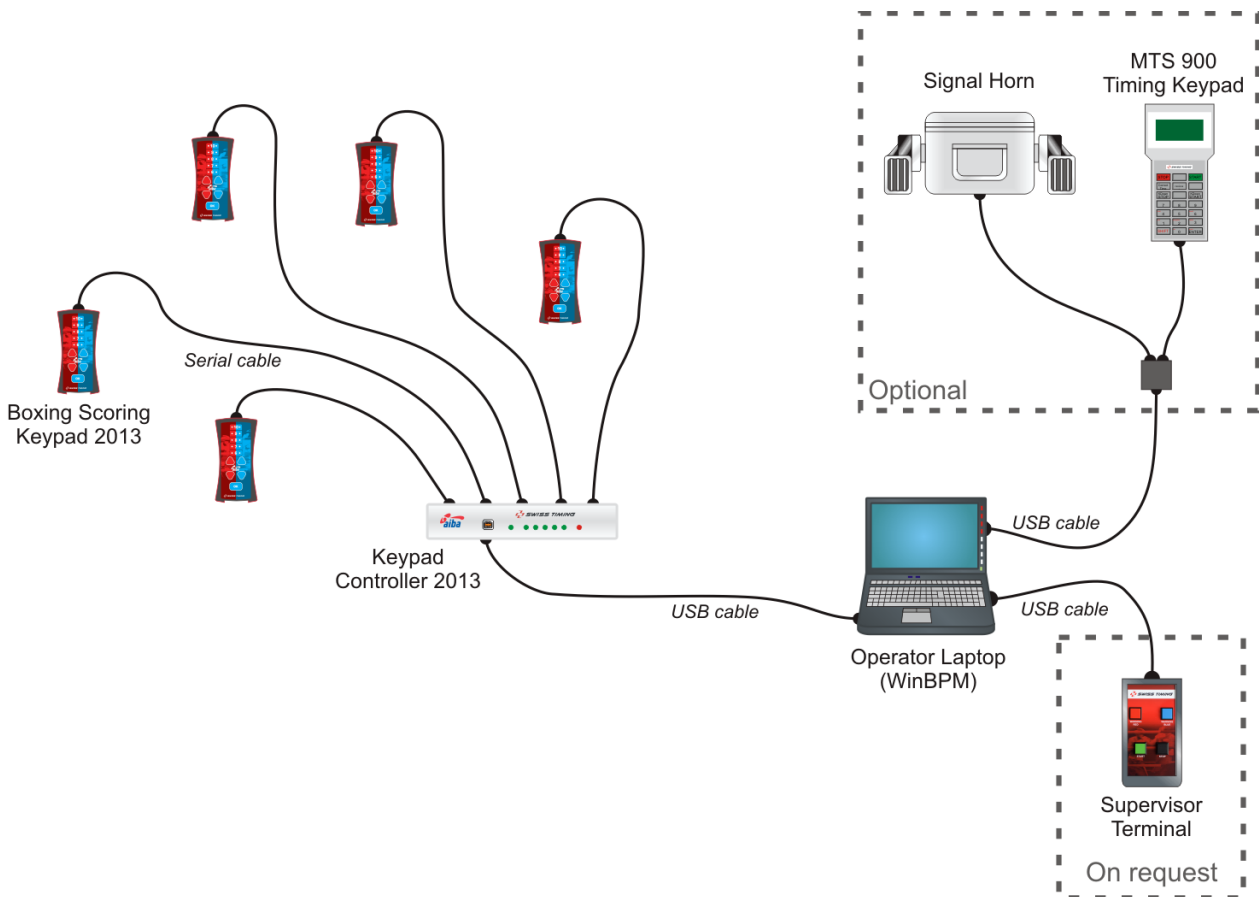 Signal Horn
MTS 900
Timing Keypad
Optional
Serial cable
Boxing Scoring
Keypad 2013
aiba
SWISS TIMING
Keypad
Controller 2013
USB cable
USB cable
USB cable
Operator Laptop
(WinBPM)
SWISS TIMING
Supervisor
Terminal
On request